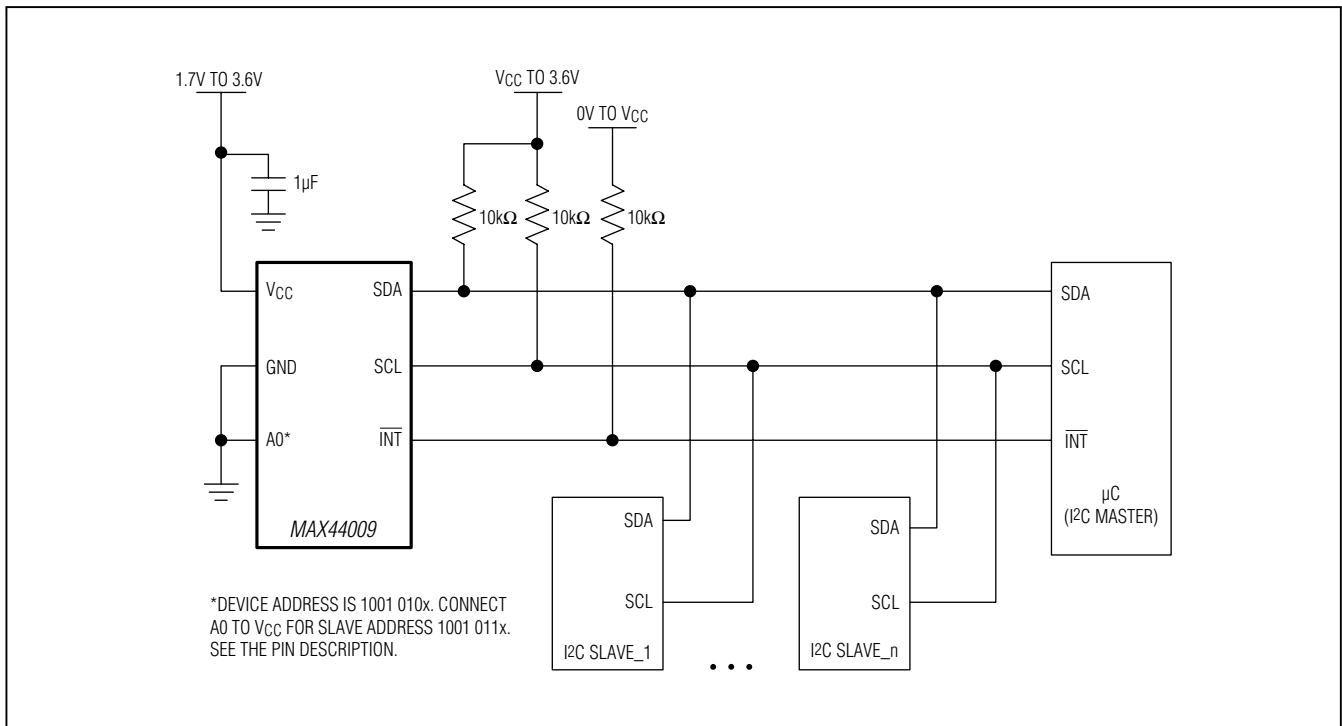 1.7V TO 3.6V
VCC TO 3.6V
0V TO VCC
1µF
10kΩ
10kΩ
10kΩ
VCC
SDA
GND
SCL
A0*
INT
MAX44009
SDA
SCL
INT
µC
(I²C MASTER)
SDA
SCL
I²C SLAVE_1
• • •
SDA
SCL
I²C SLAVE_n
*DEVICE ADDRESS IS 1001 010x. CONNECT
A0 TO VCC FOR SLAVE ADDRESS 1001 011x.
SEE THE PIN DESCRIPTION.